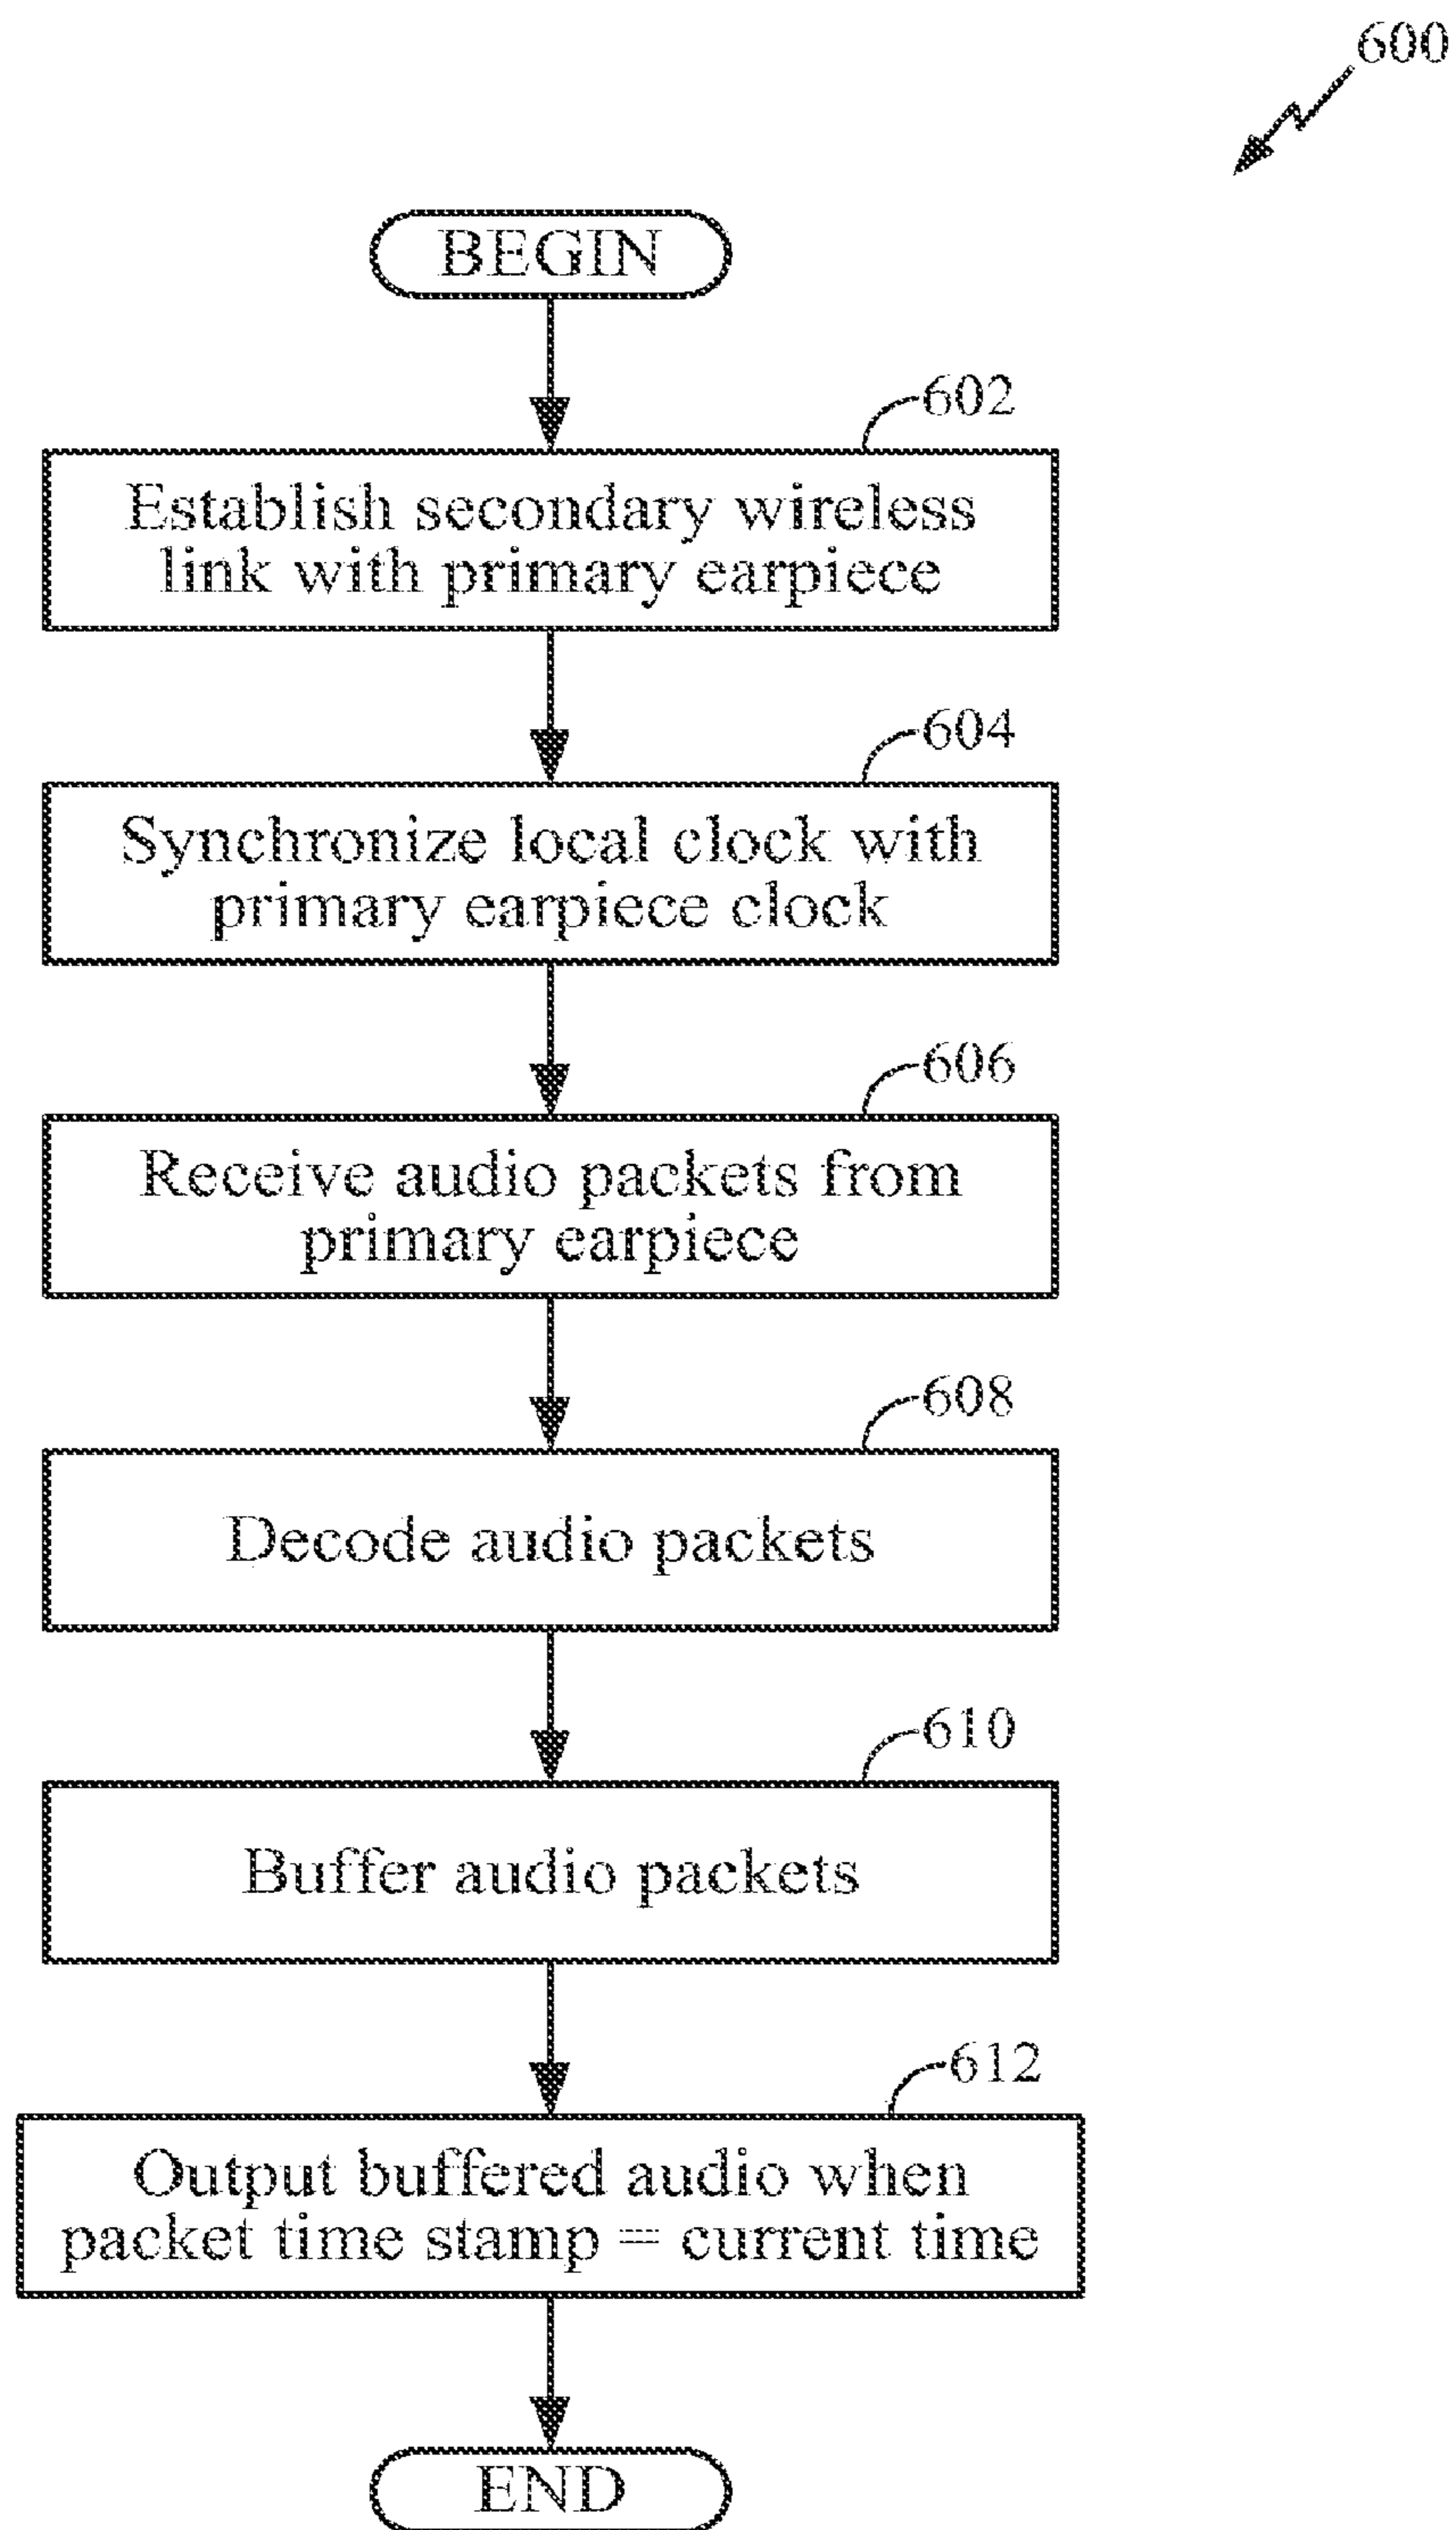 600
BEGIN
602
Establish secondary wireless
link with primary earpiece
604
Synchronize local clock with
primary earpiece clock
606
Receive audio packets from
primary earpiece
608
Decode audio packets
610
Buffer audio packets
612
Output buffered audio when
packet time stamp = current time
END